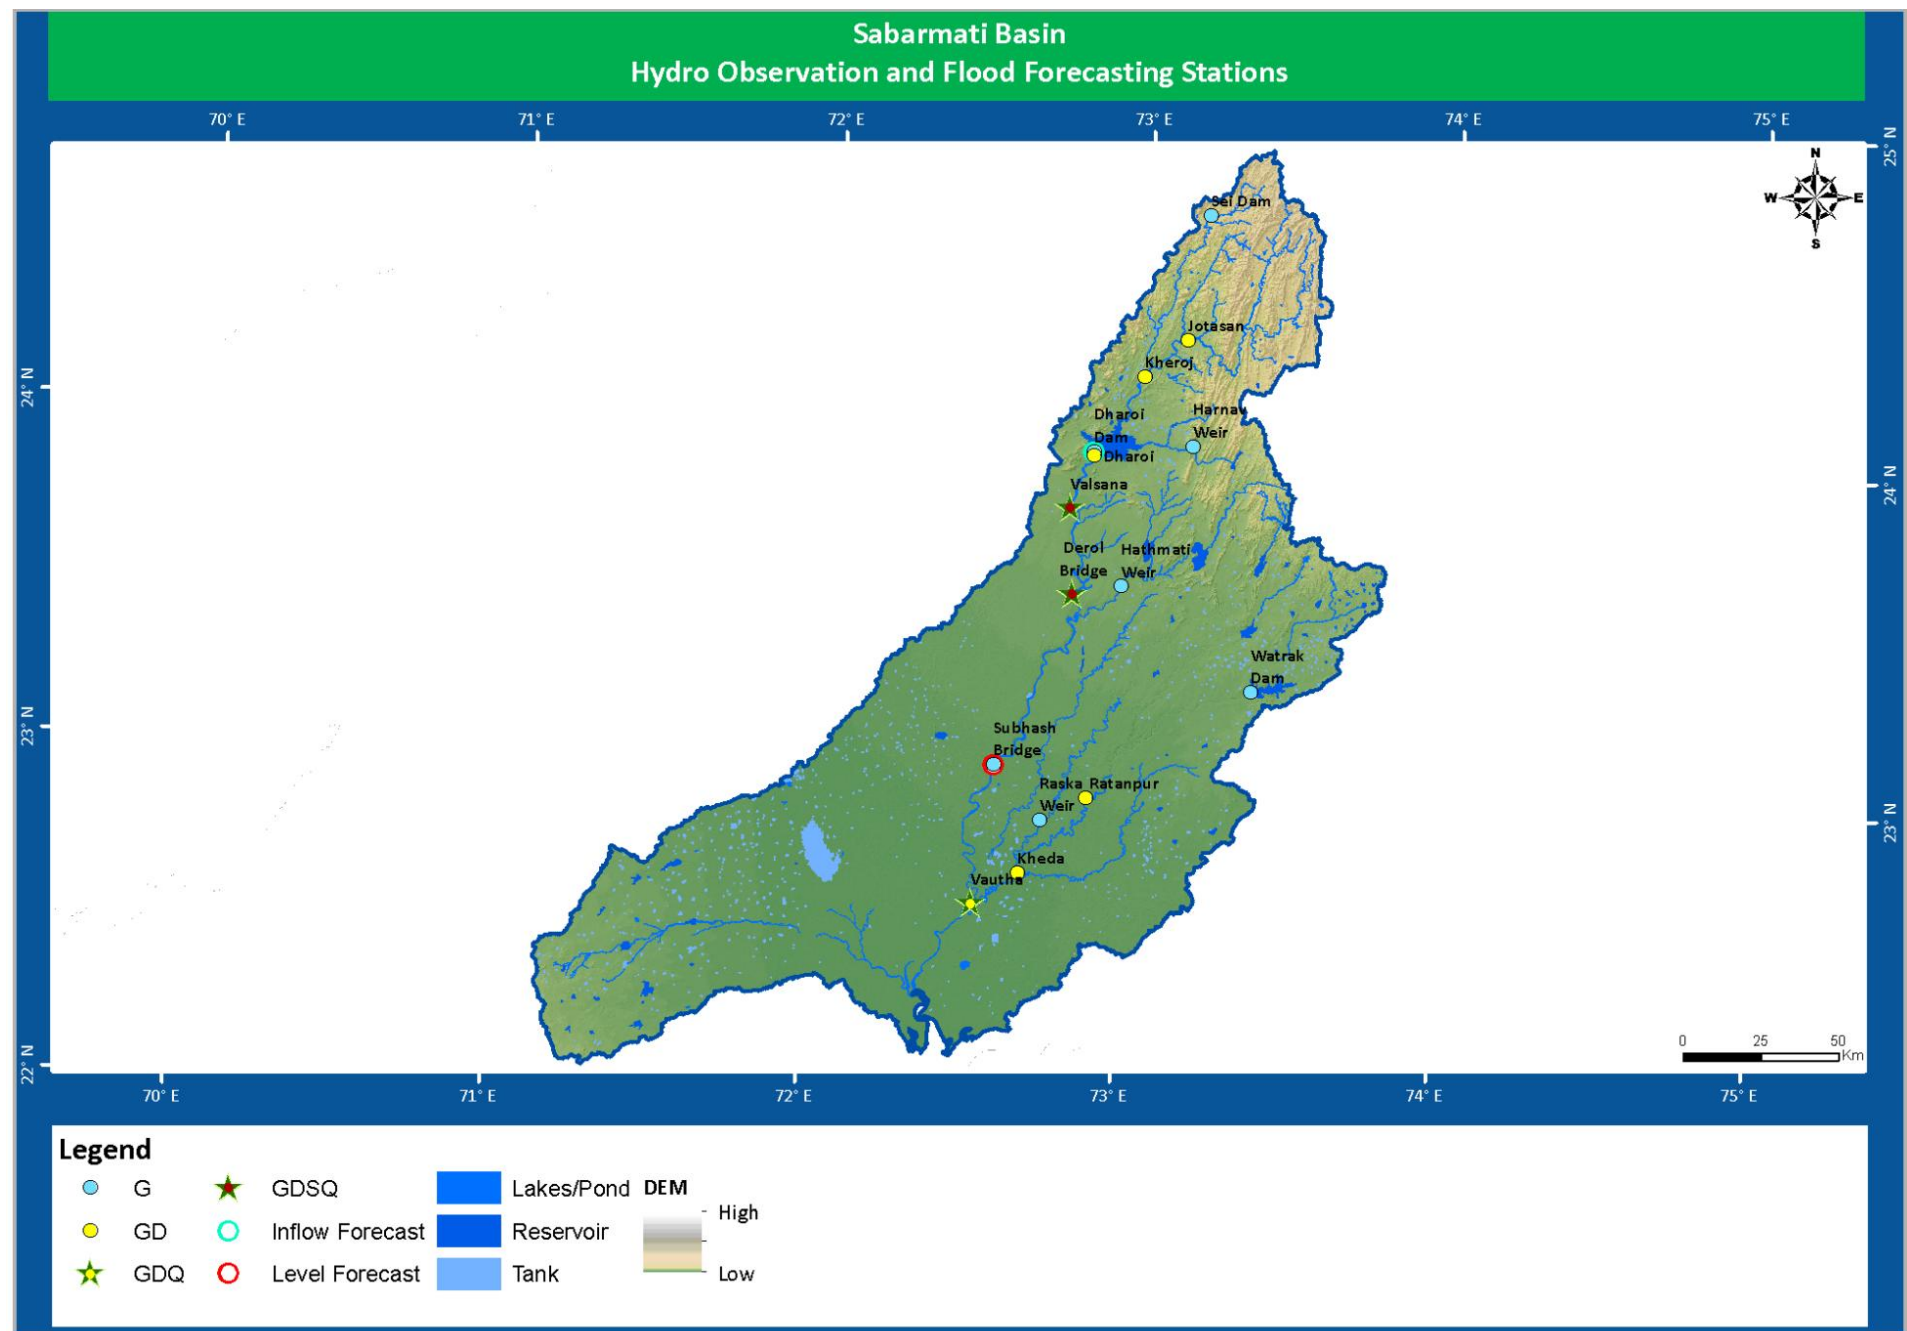 Sabarmati Basin
Hydro Observation and Flood Forecasting Stations
70° E
71° E
72° E
73° E
74° E
75° E
25° N
N
W
E
S
Sei Dam
Jotasan
Kheroj
24° N
Dharoi
Dam
Harnav
Weir
Dharoi
Valsana
24° N
Derol
Bridge
Hathmati
Weir
Watrak
Dam
23° N
Subhash
Bridge
Raska
Weir
Ratanpur
23° N
Kheda
Vautha
22° N
0
25
50
Km
70° E
71° E
72° E
73° E
74° E
75° E
Legend
G
GD
GDQ
GDSQ
Inflow Forecast
Level Forecast
Lakes/Pond
Reservoir
Tank
DEM
High
Low